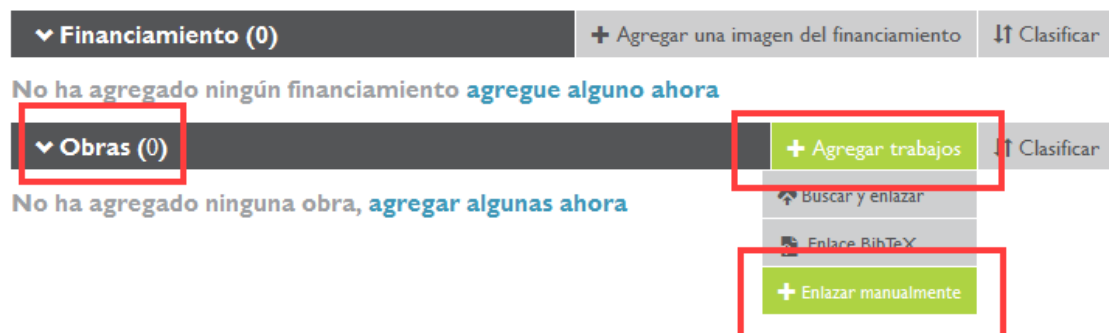 Financiamiento (0) Agregar una imagen del financiamiento Clasificar
No ha agregado ningún financiamiento agregue alguno ahora
Obras (0) Agregar trabajos Clasificar
No ha agregado ninguna obra, agregar algunas ahora
Buscar y enlazar
Enlace BibTeX
Enlazar manualmente